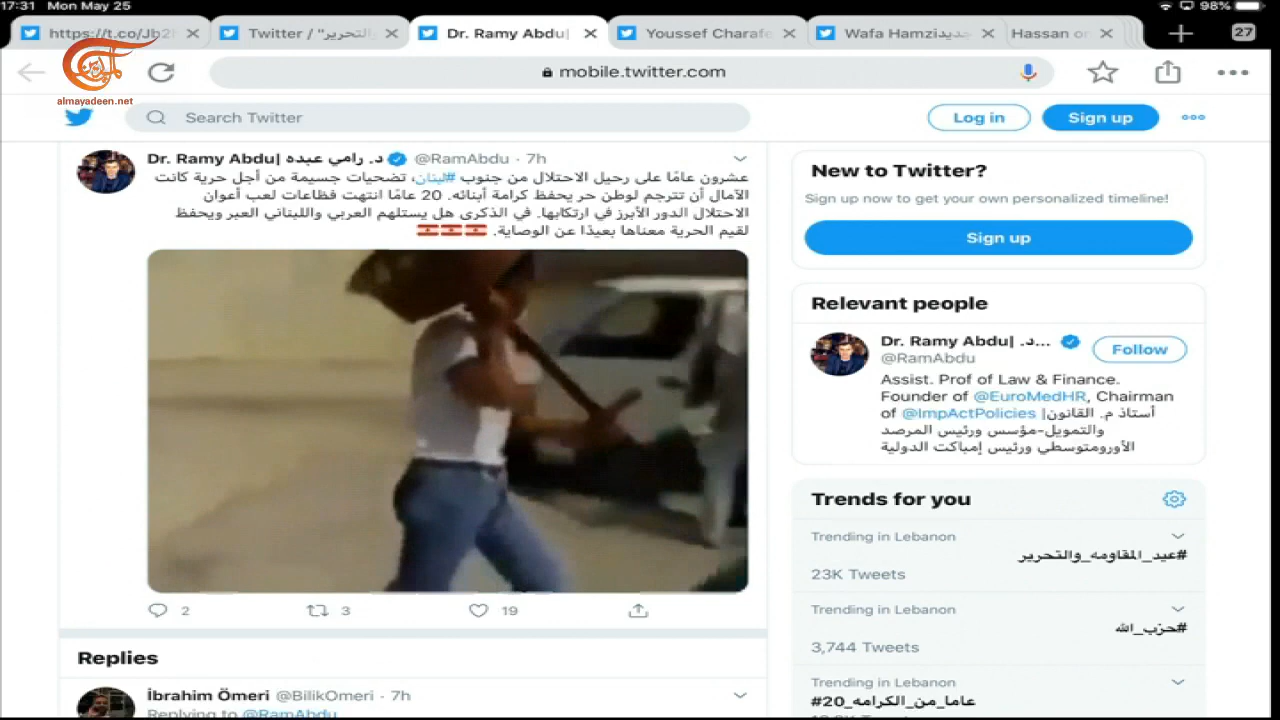 17:31 Mon May 25
98%
https://t.co/Jb2
Twitter / "التحرير
Dr. Ramy Abdu|
Youssef Charafe
Wafa Hamziجديد
Hassan on
27
mobile.twitter.com
almayadeen.net
Search Twitter
Log in
Sign up
Dr. Ramy Abdu| د. رامي عبده @RamAbdu · 7h
عشرون عامًا على رحيل الاحتلال من جنوب #لبنان، تضحيات جسيمة من أجل حرية كانت
الآمال أن تترجم لوطن حر يحفظ كرامة أبنائه. 20 عامًا انتهت فظاعات لعب أعوان
الاحتلال الدور الأبرز في ارتكابها. في الذكرى هل يستلهم العربي واللبناني العبر ويحفظ
لقيم الحرية معناها بعيدًا عن الوصاية.
2
3
19
Replies
İbrahim Ömeri @BilikOmeri · 7h
Replying to @RamAbdu
New to Twitter?
Sign up now to get your own personalized timeline!
Sign up
Relevant people
Dr. Ramy Abdu| د....
@RamAbdu
Follow
Assist. Prof of Law & Finance.
Founder of @EuroMedHR, Chairman
of @ImpActPolicies |أستاذ م. القانون
والتمويل-مؤسس ورئيس المرصد
الأورومتوسطي ورئيس إمباكت الدولية
Trends for you
Trending in Lebanon
#عيد_المقاومه_والتحرير
23K Tweets
Trending in Lebanon
#حزب_الله
3,744 Tweets
Trending in Lebanon
#20_عاما_من_الكرامه